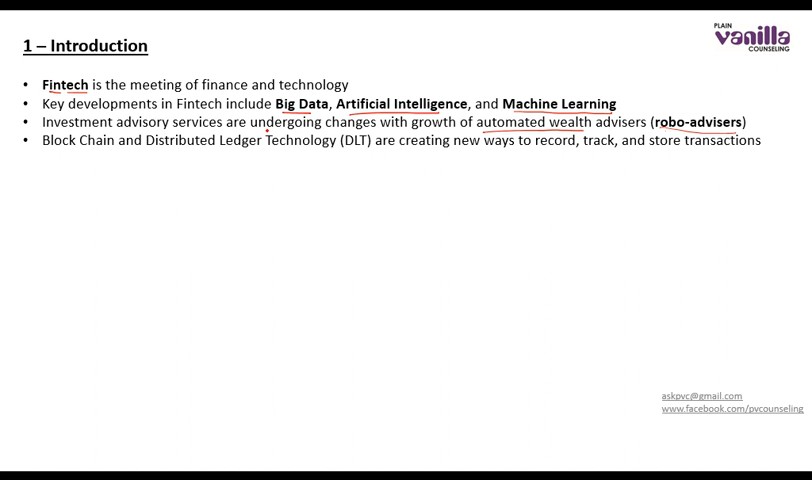 PLAIN
vanilla
COUNSELING
1 – Introduction
• Fintech is the meeting of finance and technology
• Key developments in Fintech include Big Data, Artificial Intelligence, and Machine Learning
• Investment advisory services are undergoing changes with growth of automated wealth advisers (robo-advisers)
• Block Chain and Distributed Ledger Technology (DLT) are creating new ways to record, track, and store transactions
askpvc@gmail.com
www.facebook.com/pvcounseling